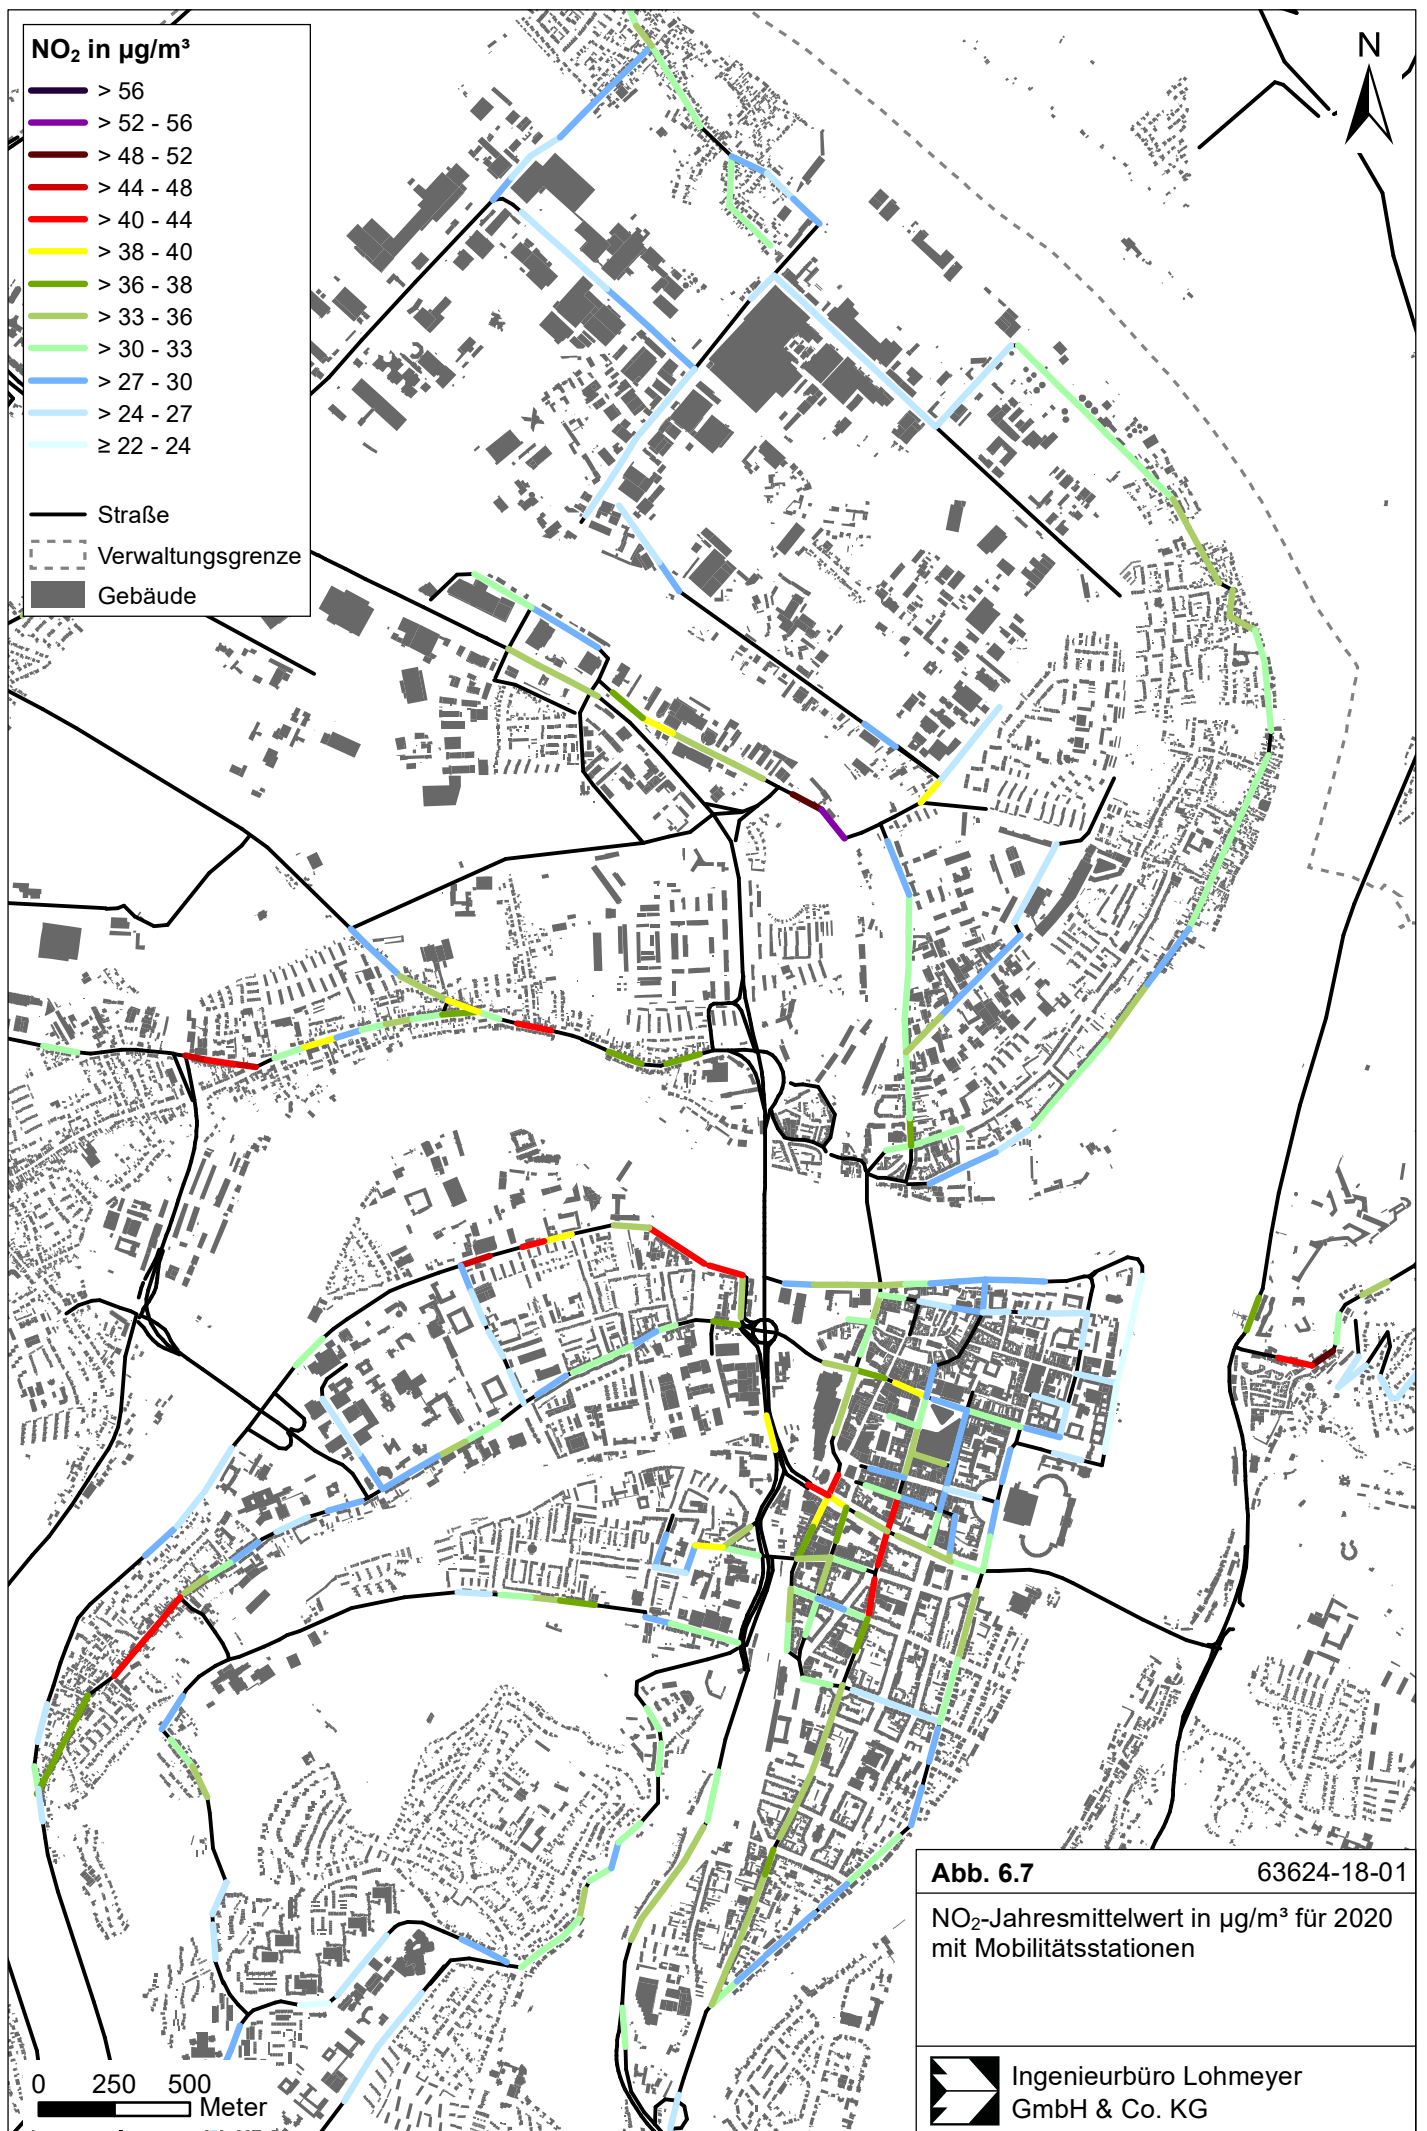 NO₂ in µg/m³
> 56
> 52 - 56
> 48 - 52
> 44 - 48
> 40 - 44
> 38 - 40
> 36 - 38
> 33 - 36
> 30 - 33
> 27 - 30
> 24 - 27
≥ 22 - 24
Straße
Verwaltungsgrenze
Gebäude
N
Abb. 6.7 63624-18-01
NO₂-Jahresmittelwert in µg/m³ für 2020
mit Mobilitätsstationen
Ingenieurbüro Lohmeyer
GmbH & Co. KG
0 250 500
Meter